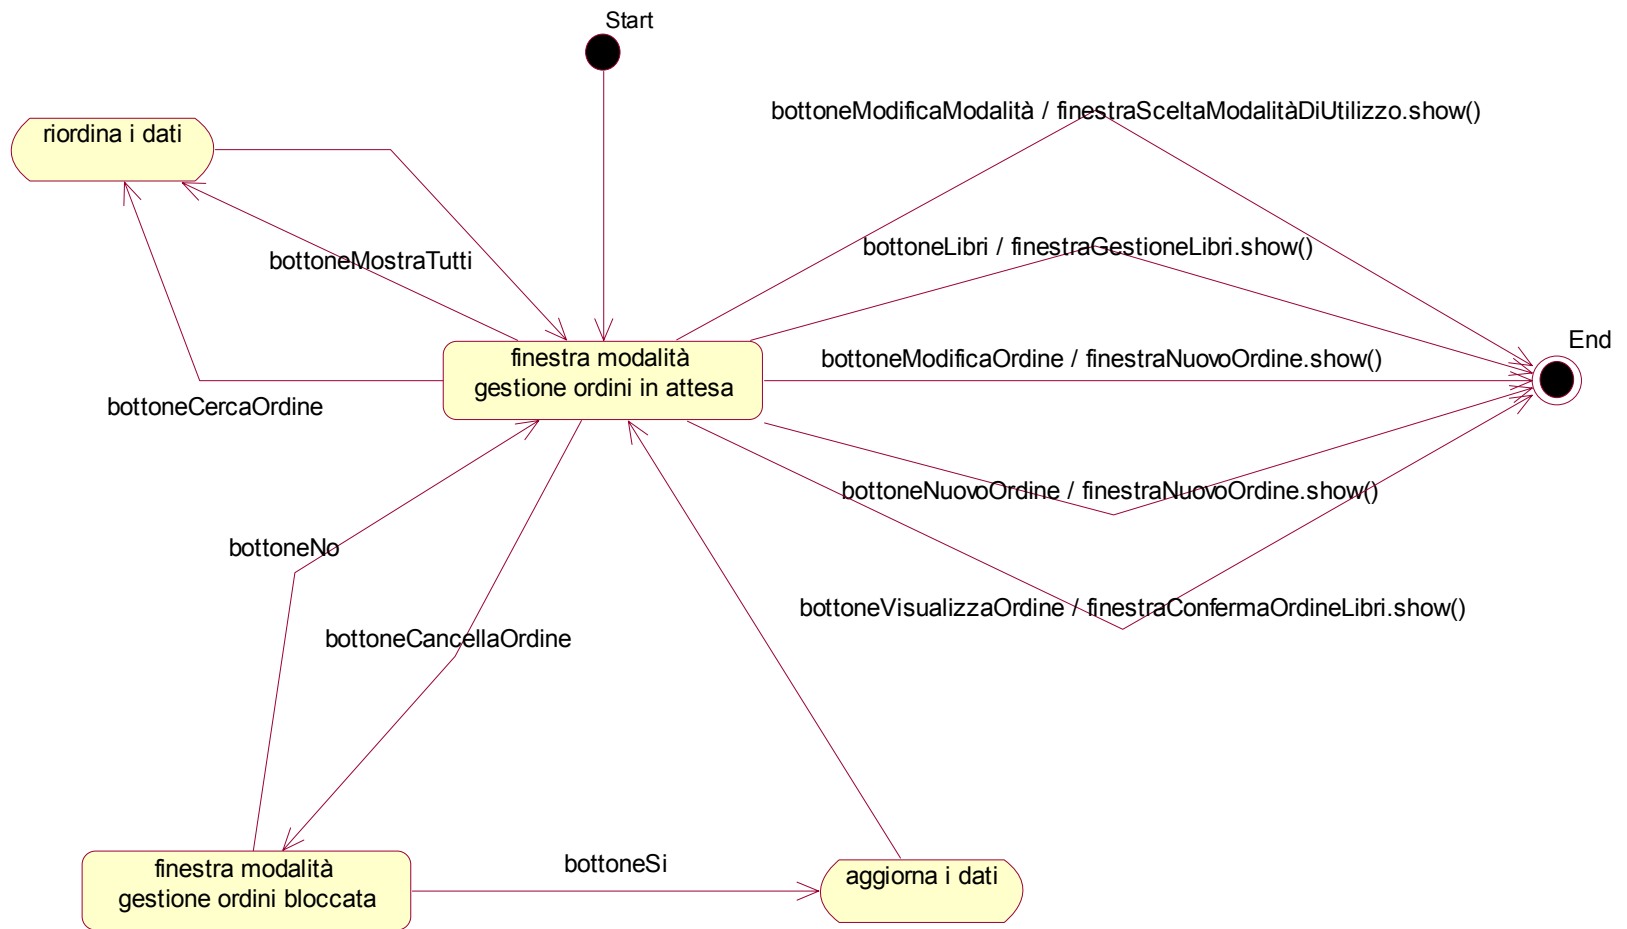 Start
bottoneModificaModalità / finestraSceltaModalitàDiUtilizzo.show()
riordina i dati
bottoneMostraTutti
bottoneLibri / finestraGestioneLibri.show()
End
finestra modalità
gestione ordini in attesa
bottoneModificaOrdine / finestraNuovoOrdine.show()
bottoneCercaOrdine
bottoneNuovoOrdine / finestraNuovoOrdine.show()
bottoneNo
bottoneVisualizzaOrdine / finestraConfermaOrdineLibri.show()
bottoneCancellaOrdine
finestra modalità
gestione ordini bloccata
bottoneSi
aggiorna i dati